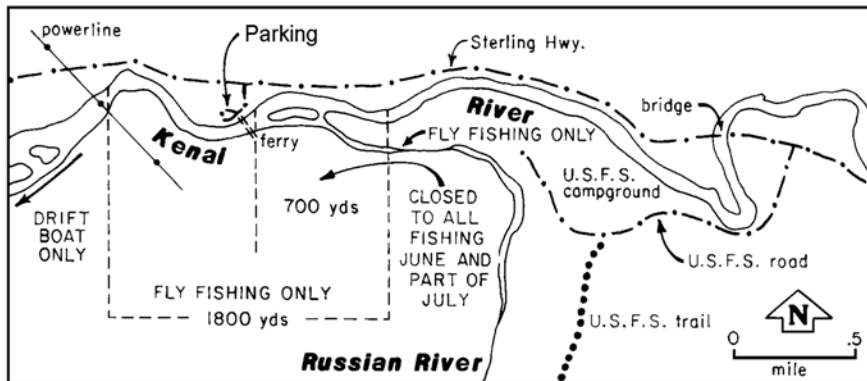 powerline
Parking
Sterling Hwy.
River
bridge
Kenai
ferry
FLY FISHING ONLY
U.S.F.S.
campground
700 yds
CLOSED
TO ALL
FISHING
JUNE AND
PART OF
JULY
DRIFT
BOAT
ONLY
U.S.F.S. road
FLY FISHING ONLY
1800 yds
U.S.F.S. trail
N
0 .5
mile
Russian River